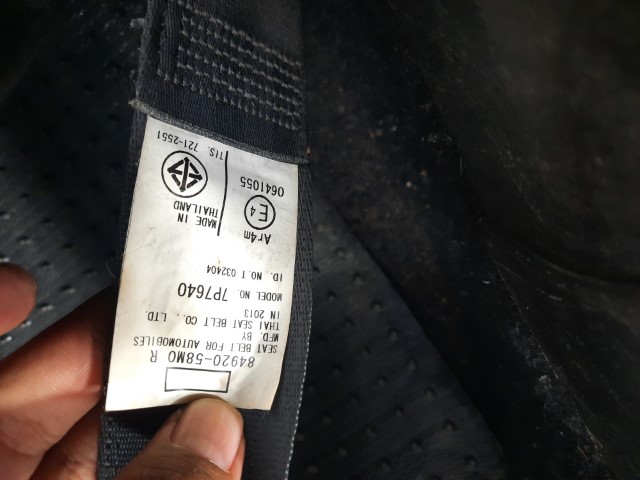 84920-58M0 R
SEAT BELT FOR AUTOMOBILES
MFD. BY
THAI SEAT BELT CO., LTD.
IN 2013
MODEL NO. 7P7640
ID. NO. T 032404
Ar4m
E4
0641055
MADE IN
THAILAND
TIS. 721-2551